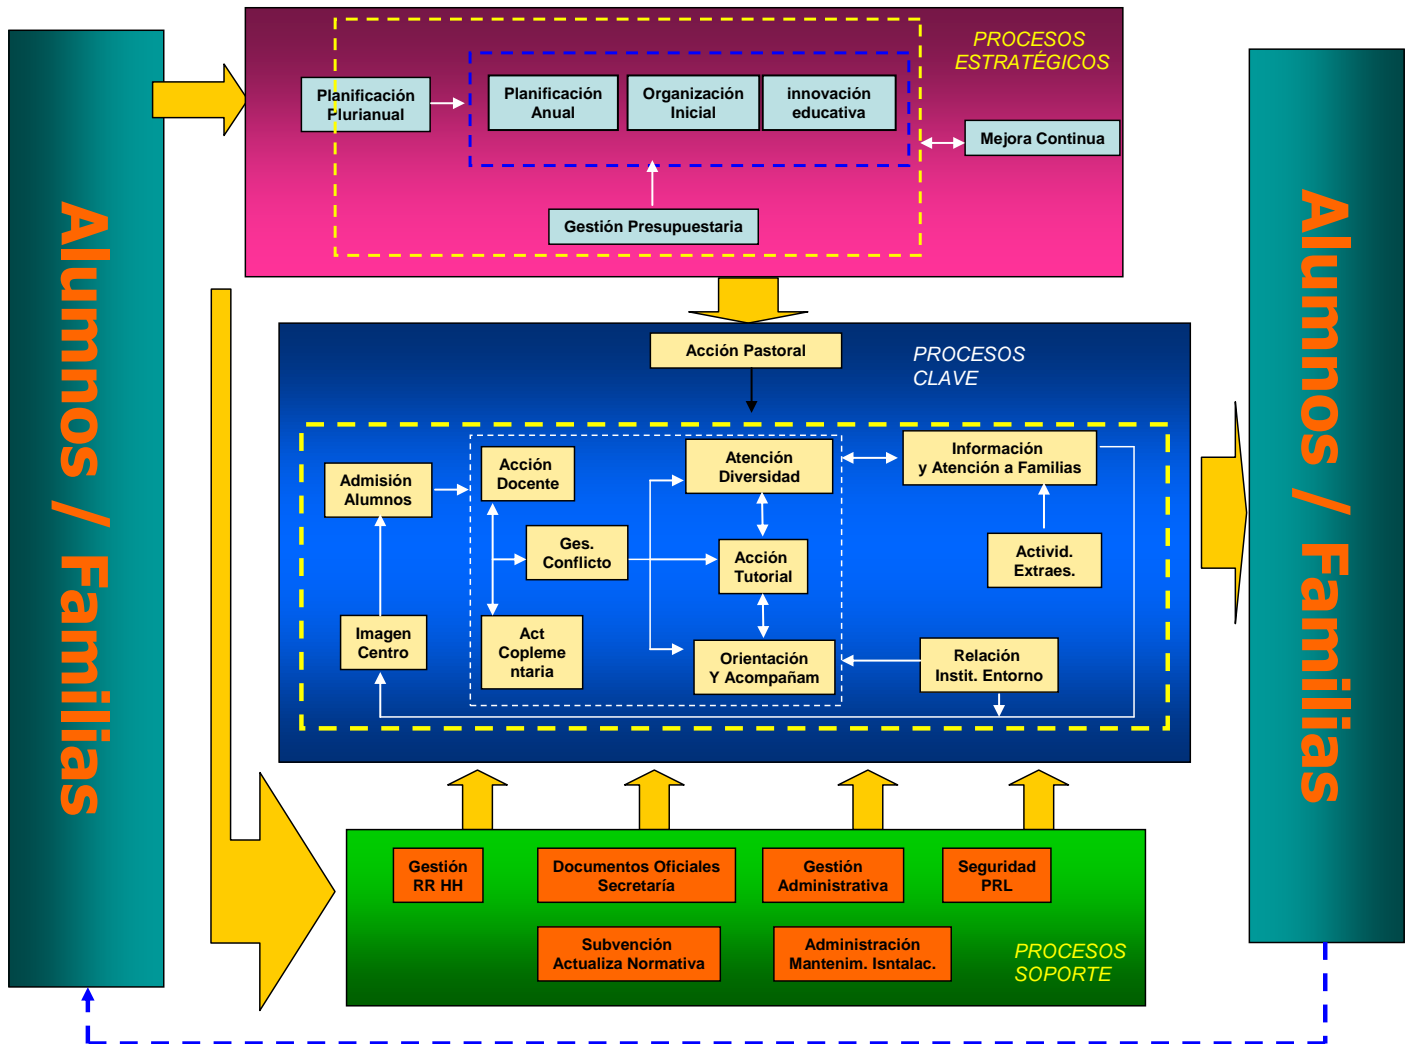 Alumnos / Familias
PROCESOS
ESTRATÉGICOS
Planificación
Plurianual
Planificación
Anual
Organización
Inicial
innovación
educativa
Mejora Continua
Gestión Presupuestaria
Acción Pastoral
PROCESOS
CLAVE
Admisión
Alumnos
Acción
Docente
Atención
Diversidad
Información
y Atención a Familias
Ges.
Conflicto
Acción
Tutorial
Activid.
Extraes.
Imagen
Centro
Act
Copleme
ntaria
Orientación
Y Acompañam
Relación
Instit. Entorno
Gestión
RR HH
Documentos Oficiales
Secretaría
Gestión
Administrativa
Seguridad
PRL
Subvención
Actualiza Normativa
Administración
Mantenim. Isntalac.
PROCESOS
SOPORTE
Alumnos / Familias